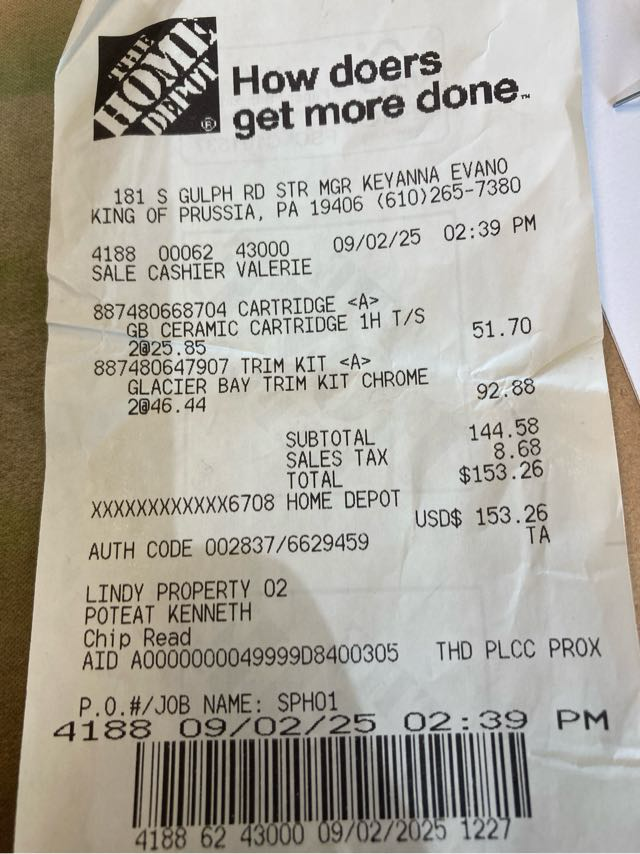 THE
HOME
DEPOT
®
How doers
get more done™
181 S GULPH RD STR MGR KEYANNA EVANO
KING OF PRUSSIA, PA 19406 (610)265-7380
4188 00062 43000 09/02/25 02:39 PM
SALE CASHIER VALERIE
887480668704 CARTRIDGE <A>
GB CERAMIC CARTRIDGE 1H T/S 51.70
2@25.85
887480647907 TRIM KIT <A>
GLACIER BAY TRIM KIT CHROME 92.88
2@46.44
SUBTOTAL 144.58
SALES TAX 8.68
TOTAL $153.26
XXXXXXXXXXXX6708 HOME DEPOT
USD$ 153.26
AUTH CODE 002837/6629459 TA
LINDY PROPERTY 02
POTEAT KENNETH
Chip Read
AID A0000000049999D8400305 THD PLCC PROX
P.O.#/JOB NAME: SPH01
4188 09/02/25 02:39 PM
4188 62 43000 09/02/2025 1227